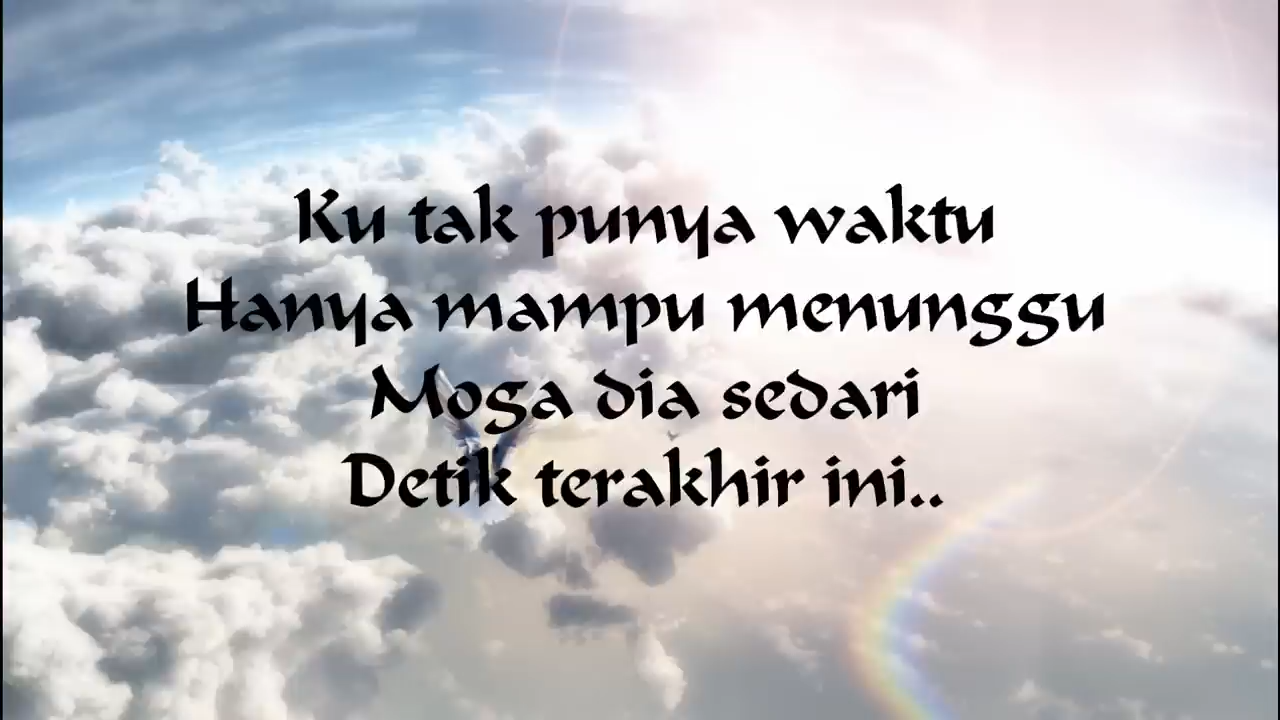 Ku tak punya waktu
Hanya mampu menunggu
Moga dia sedari
Detik terakhir ini..